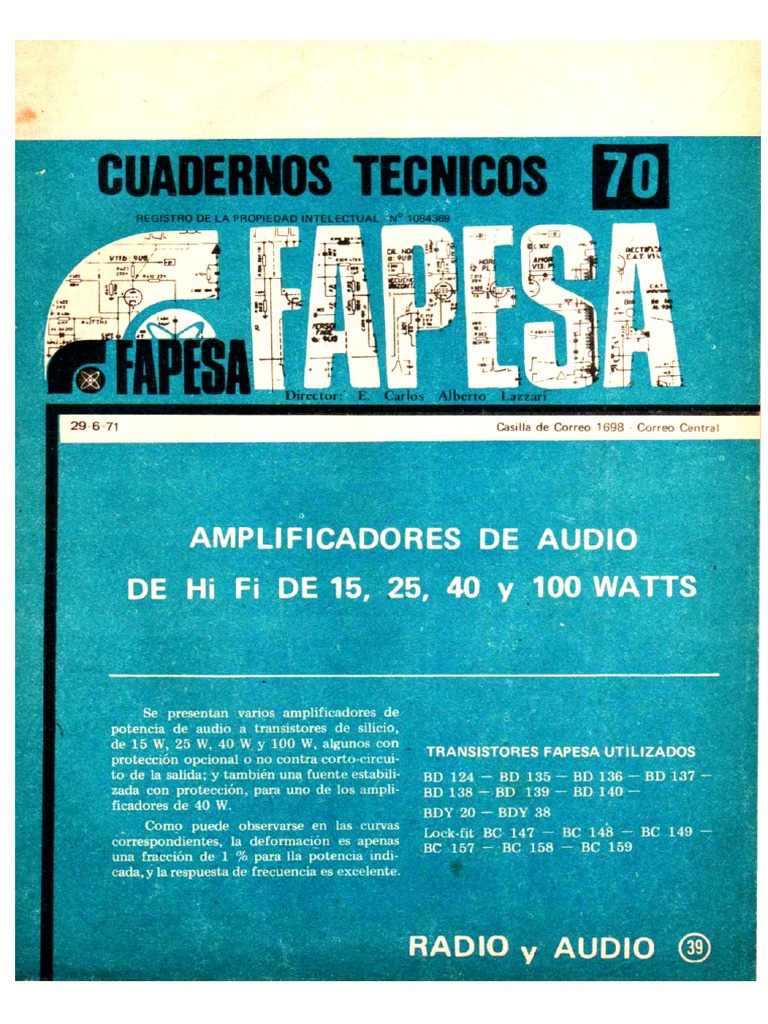 CUADERNOS TECNICOS 70
REGISTRO DE LA PROPIEDAD INTELECTUAL Nº 1084369
FAPESA
FAPESA
Director: E. Carlos Alberto Lazzari
29-6-71 Casilla de Correo 1698 - Correo Central
AMPLIFICADORES DE AUDIO
DE Hi Fi DE 15, 25, 40 y 100 WATTS
Se presentan varios amplificadores de
potencia de audio a transistores de silicio,
de 15 W, 25 W, 40 W y 100 W, algunos con
protección opcional o no contra corto-circui-
to de la salida; y también una fuente estabili-
zada con protección, para uno de los ampli-
ficadores de 40 W.
Como puede observarse en las curvas
correspondientes, la deformación es apenas
una fracción de 1 % para lla potencia indi-
cada, y la respuesta de frecuencia es excelente.
TRANSISTORES FAPESA UTILIZADOS
BD 124 — BD 135 — BD 136 — BD 137 —
BD 138 — BD 139 — BD 140 —
BDY 20 — BDY 38
Lock-fit BC 147 — BC 148 — BC 149 —
BC 157 — BC 158 — BC 159
RADIO y AUDIO 39